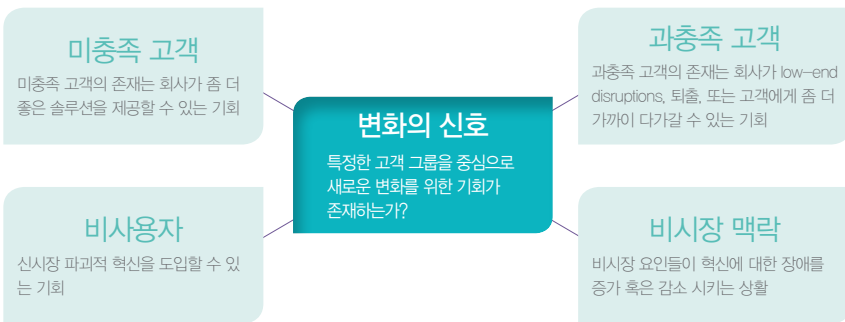 미충족 고객
미충족 고객의 존재는 회사가 좀 더
좋은 솔루션을 제공할 수 있는 기회
과충족 고객
과충족 고객의 존재는 회사가 low-end
disruptions, 퇴출, 또는 고객에게 좀 더
가까이 다가갈 수 있는 기회
변화의 신호
특정한 고객 그룹을 중심으로
새로운 변화를 위한 기회가
존재하는가?
비사용자
신시장 파괴적 혁신을 도입할 수 있
는 기회
비시장 맥락
비시장 요인들이 혁신에 대한 장애를
증가 혹은 감소 시키는 상활